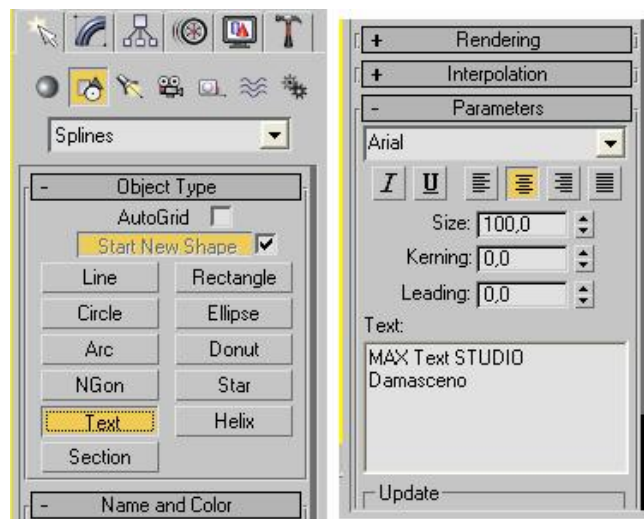 Splines
- Object Type
AutoGrid
Start New Shape
Line Rectangle
Circle Ellipse
Arc Donut
NGon Star
Text Helix
Section
- Name and Color
+ Rendering
+ Interpolation
- Parameters
Arial
I U
Size: 100,0
Kerning: 0,0
Leading: 0,0
Text:
MAX Text STUDIO
Damasceno
Update